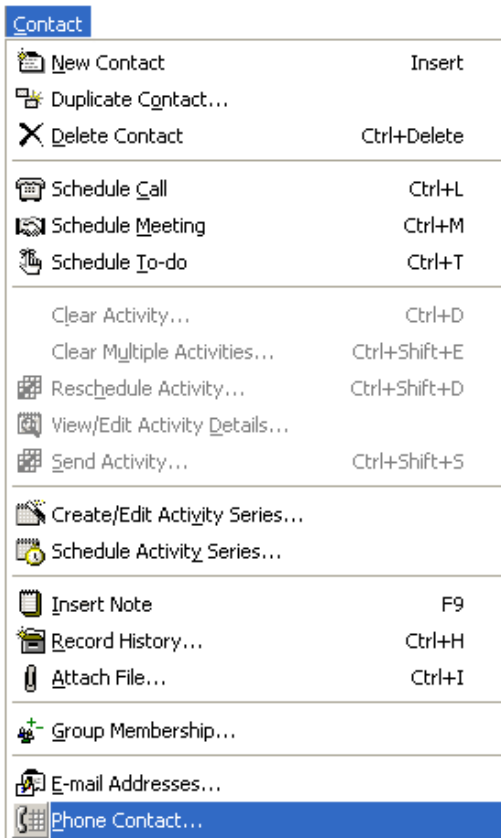 Contact
New Contact Insert
Duplicate Contact...
Delete Contact Ctrl+Delete
Schedule Call Ctrl+L
Schedule Meeting Ctrl+M
Schedule To-do Ctrl+T
Clear Activity... Ctrl+D
Clear Multiple Activities... Ctrl+Shift+E
Reschedule Activity... Ctrl+Shift+D
View/Edit Activity Details...
Send Activity... Ctrl+Shift+S
Create/Edit Activity Series...
Schedule Activity Series...
Insert Note F9
Record History... Ctrl+H
Attach File... Ctrl+I
Group Membership...
E-mail Addresses...
Phone Contact...